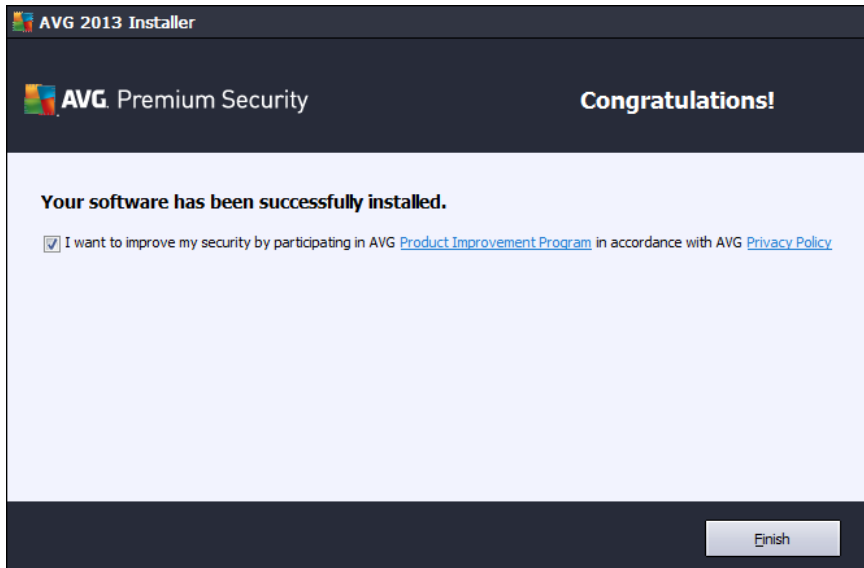 AVG 2013 Installer
AVG. Premium Security
Congratulations!
Your software has been successfully installed.
I want to improve my security by participating in AVG Product Improvement Program in accordance with AVG Privacy Policy
Finish